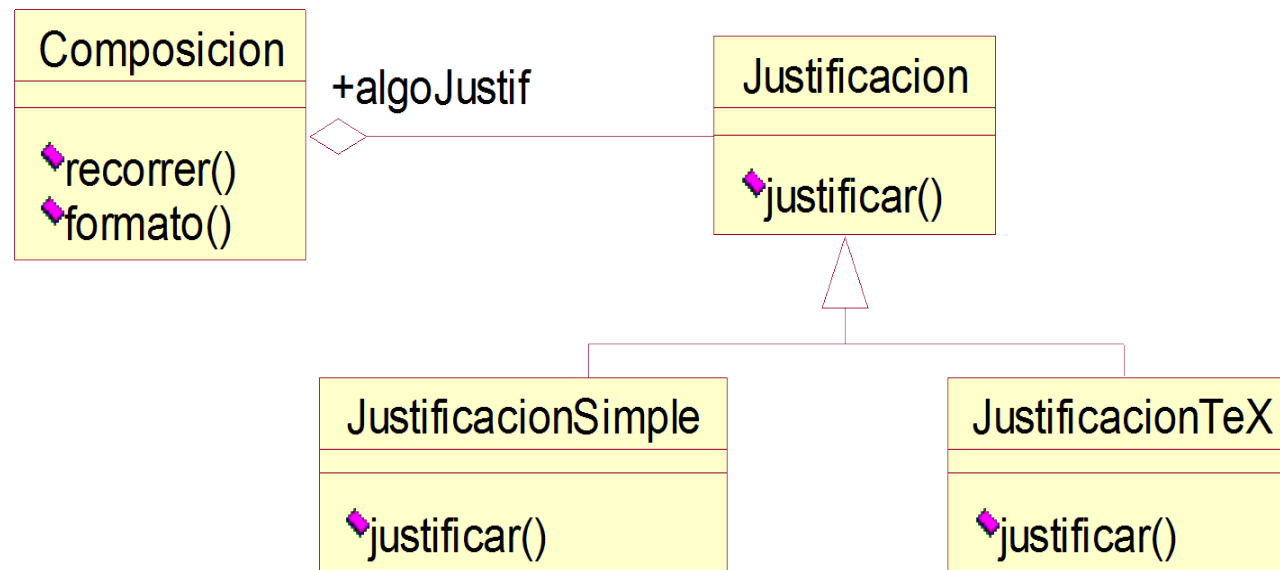 Composicion
recorrer()
formato()
+algoJustif
Justificacion
justificar()
JustificacionSimple
justificar()
JustificacionTeX
justificar()